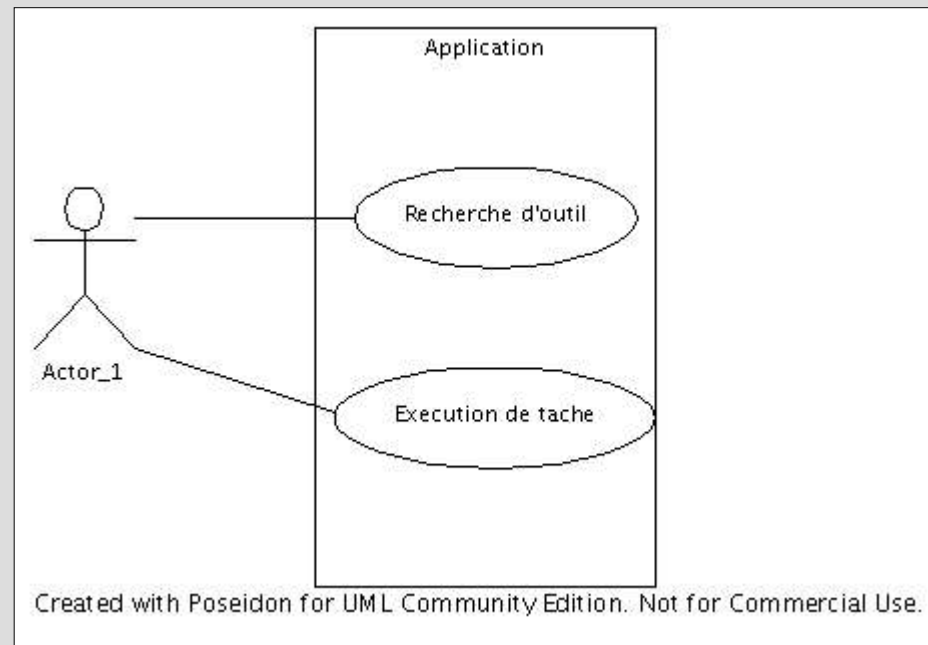 Application
Recherche d'outil
Actor_1
Execution de tache
Created with Poseidon for UML Community Edition. Not for Commercial Use.